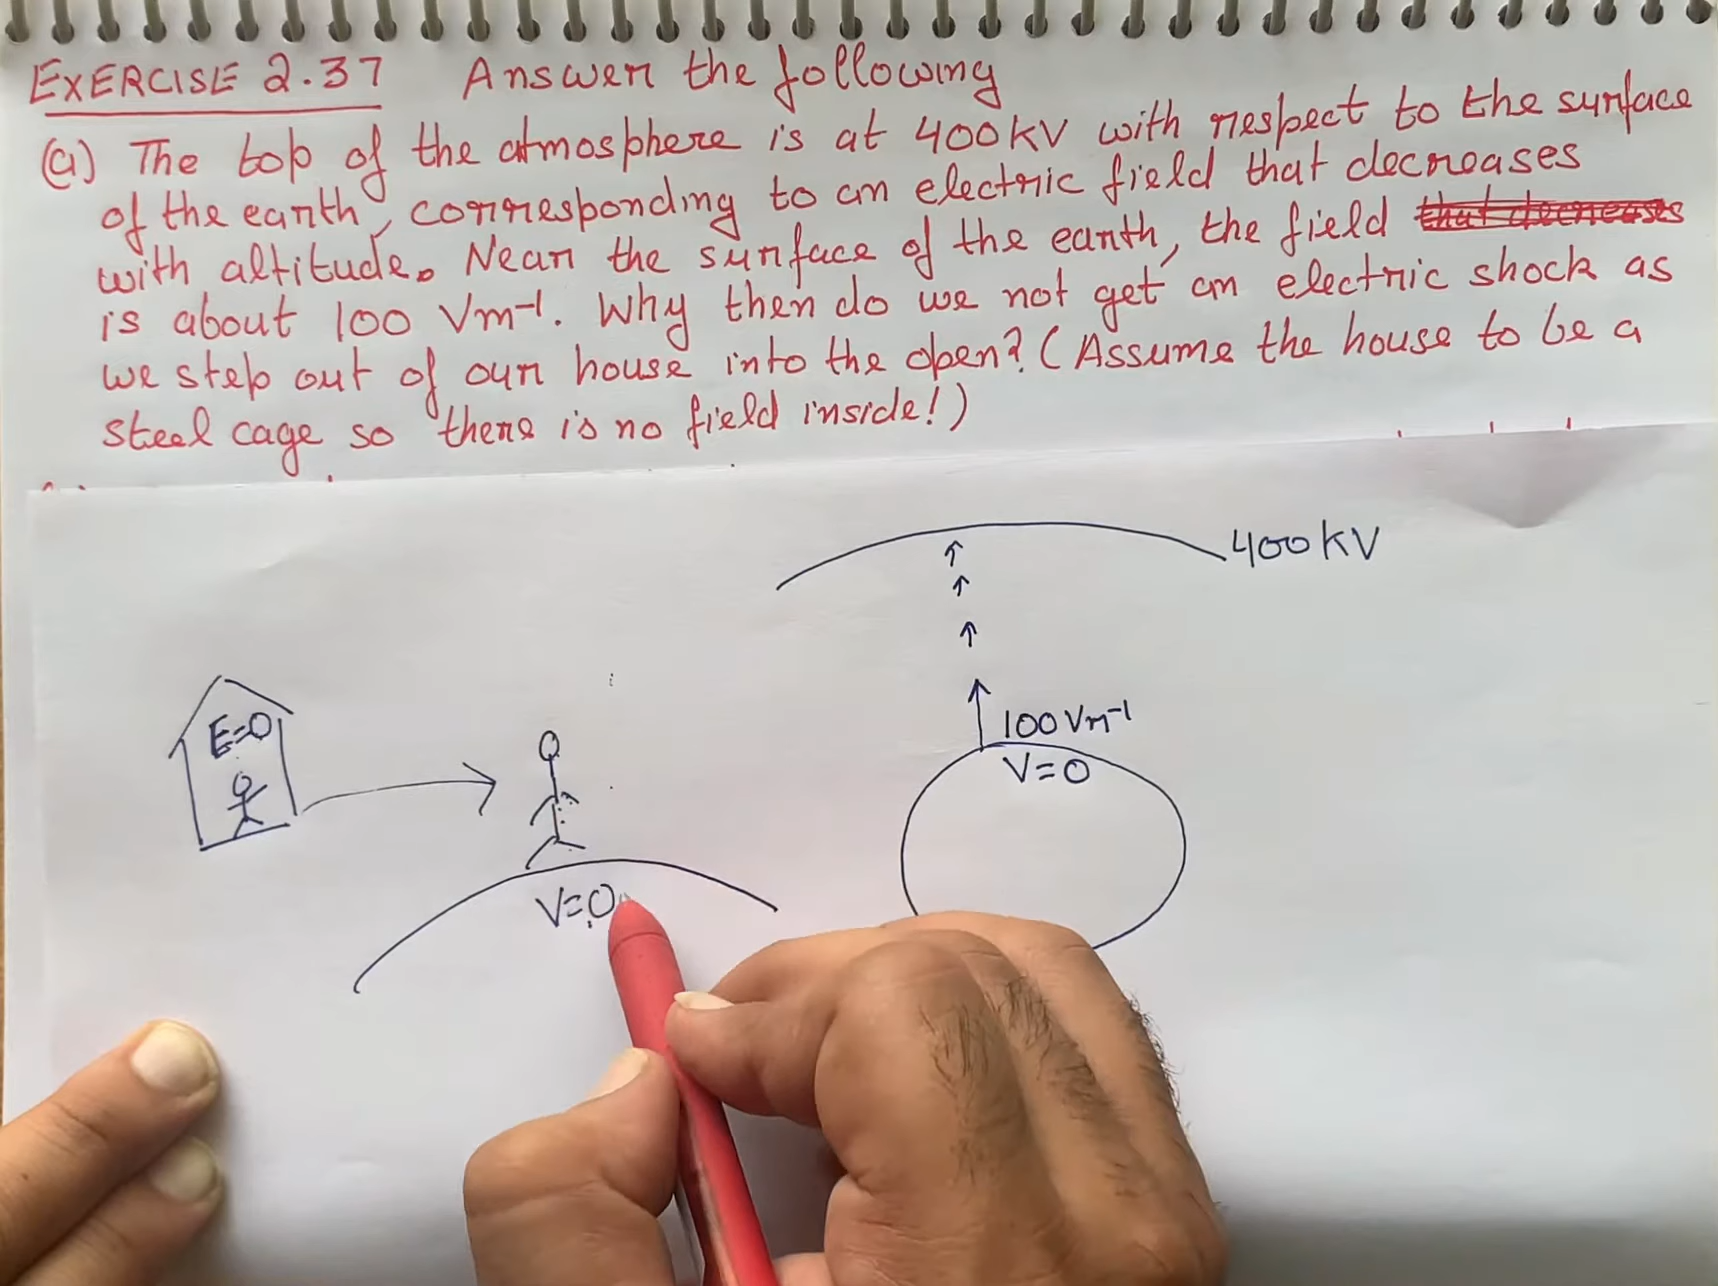 EXERCISE 2.37 Answer the following
(a) The top of the atmosphere is at 400kV with respect to the surface
of the earth, corresponding to an electric field that decreases
with altitude. Near the surface of the earth, the field that decreases
is about 100 Vm⁻¹. Why then do we not get an electric shock as
we step out of our house into the open? (Assume the house to be a
steel cage so there is no field inside!)
400KV
E=0
100Vm⁻¹
V=0
V=0